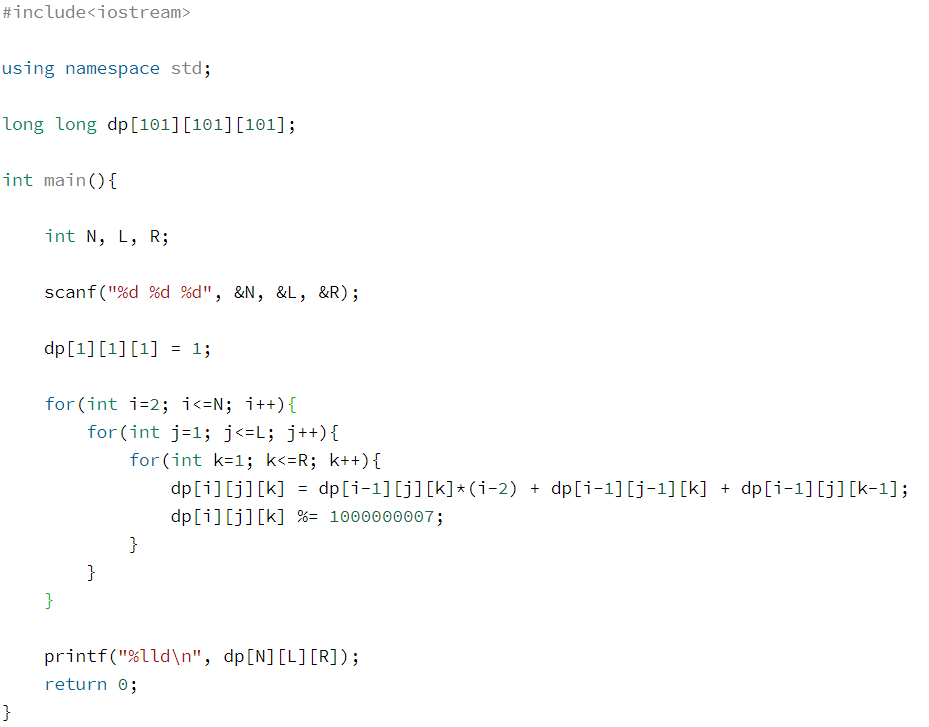 #include<iostream>
using namespace std;
long long dp[101][101][101];
int main(){
    int N, L, R;
    scanf("%d %d %d", &N, &L, &R);
    dp[1][1][1] = 1;
    for(int i=2; i<=N; i++){
        for(int j=1; j<=L; j++){
            for(int k=1; k<=R; k++){
                dp[i][j][k] = dp[i-1][j][k]*(i-2) + dp[i-1][j-1][k] + dp[i-1][j][k-1];
                dp[i][j][k] %= 1000000007;
            }
        }
    }
    printf("%lld\n", dp[N][L][R]);
    return 0;
}